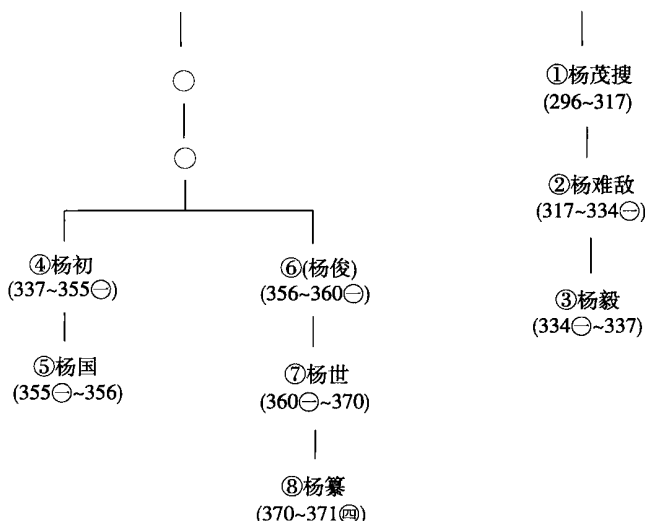 ①杨茂搜
(296~317)
②杨难敌
(317~334㊀)
④杨初
(337~355㊀)
⑥(杨俊)
(356~360㊀)
③杨毅
(334㊀~337)
⑤杨国
(355㊀~356)
⑦杨世
(360㊀~370)
⑧杨纂
(370~371㊃)